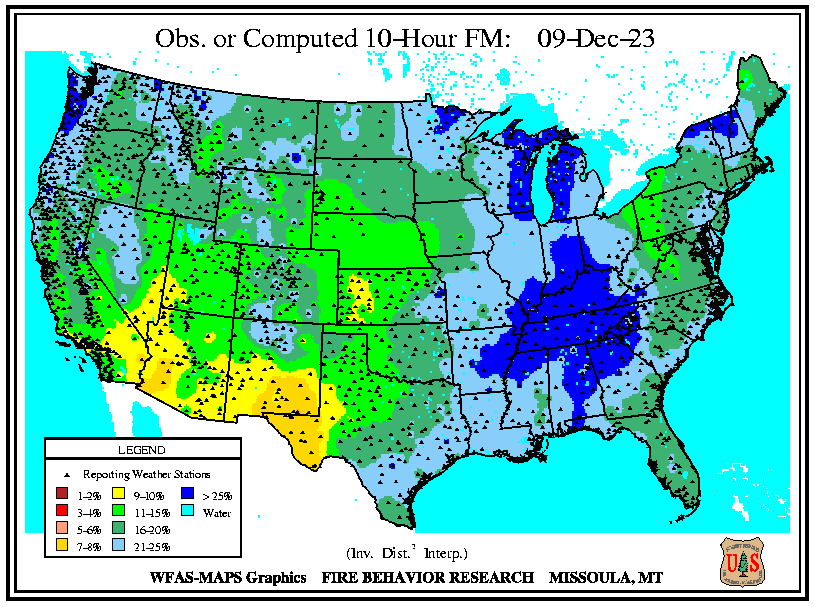 Obs. or Computed 10-Hour FM: 09-Dec-23
LEGEND
Reporting Weather Stations
1-2% 9-10% > 25%
3-4% 11-15% Water
5-6% 16-20%
7-8% 21-25%
(Inv. Dist.² Interp.)
WFAS-MAPS Graphics FIRE BEHAVIOR RESEARCH MISSOULA, MT
U S